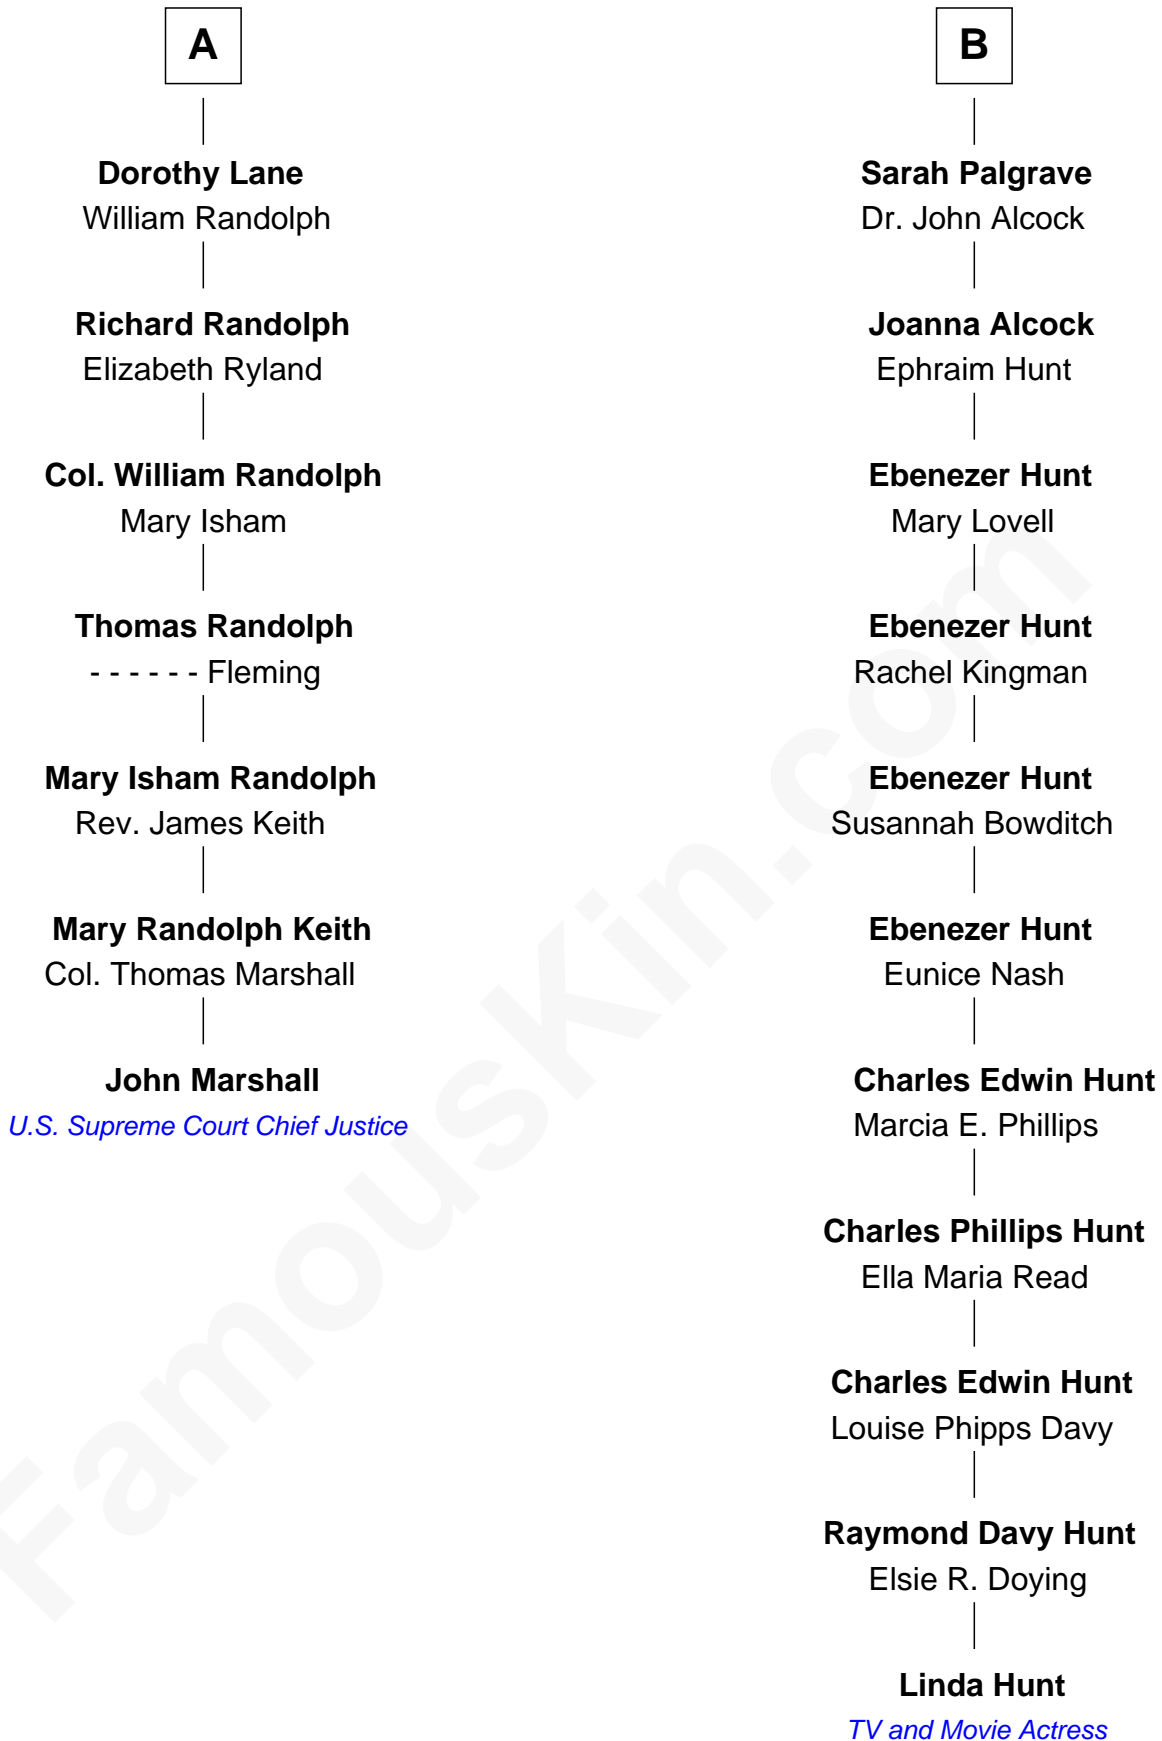 A
Dorothy Lane
William Randolph
Richard Randolph
Elizabeth Ryland
Col. William Randolph
Mary Isham
Thomas Randolph
- - - - - - Fleming
Mary Isham Randolph
Rev. James Keith
Mary Randolph Keith
Col. Thomas Marshall
John Marshall
U.S. Supreme Court Chief Justice
B
Sarah Palgrave
Dr. John Alcock
Joanna Alcock
Ephraim Hunt
Ebenezer Hunt
Mary Lovell
Ebenezer Hunt
Rachel Kingman
Ebenezer Hunt
Susannah Bowditch
Ebenezer Hunt
Eunice Nash
Charles Edwin Hunt
Marcia E. Phillips
Charles Phillips Hunt
Ella Maria Read
Charles Edwin Hunt
Louise Phipps Davy
Raymond Davy Hunt
Elsie R. Doying
Linda Hunt
TV and Movie Actress
FamousKin.com